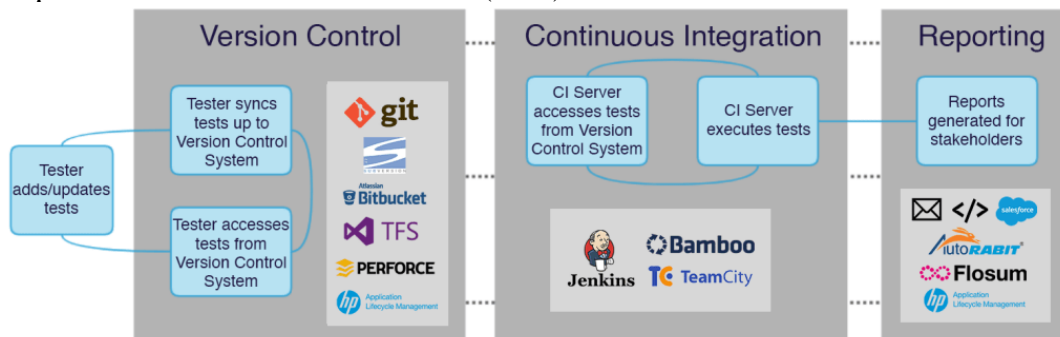 Version Control
Continuous Integration
Reporting
Tester
adds/updates
tests
Tester syncs
tests up to
Version Control
System
Tester accesses
tests from
Version Control
System
git
SUBVERSION
Atlassian
Bitbucket
TFS
PERFORCE
hp
Application
Lifecycle Management
CI Server
accesses tests
from Version
Control System
CI Server
executes tests
Jenkins
Bamboo
TC TeamCity
Reports
generated for
stakeholders
</>
salesforce
AutoRABIT®
Flosum
hp
Application
Lifecycle Management